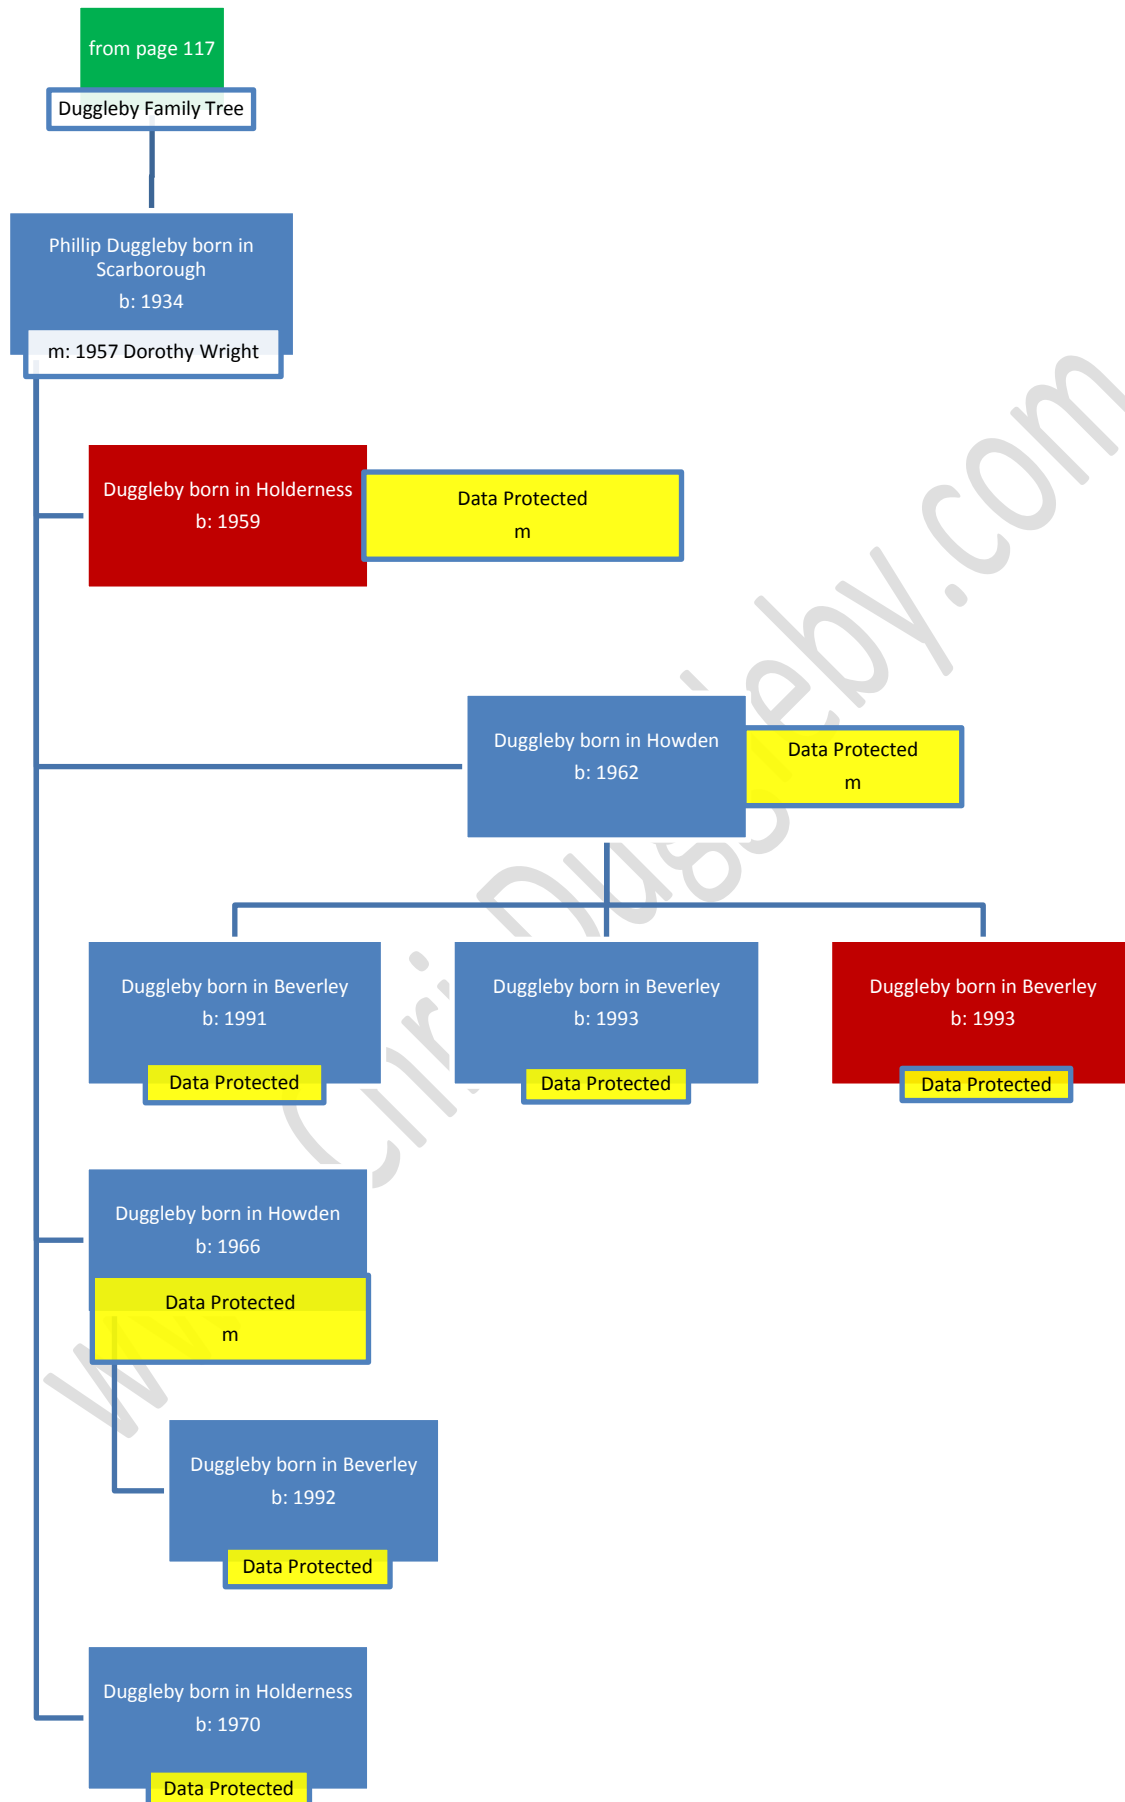 from page 117
Duggleby Family Tree
Phillip Duggleby born in
Scarborough
b: 1934
m: 1957 Dorothy Wright
Duggleby born in Holderness
b: 1959
Data Protected
m
Duggleby born in Howden
b: 1962
Data Protected
m
Duggleby born in Beverley
b: 1991
Data Protected
Duggleby born in Beverley
b: 1993
Data Protected
Duggleby born in Beverley
b: 1993
Data Protected
Duggleby born in Howden
b: 1966
Data Protected
m
Duggleby born in Beverley
b: 1992
Data Protected
Duggleby born in Holderness
b: 1970
Data Protected